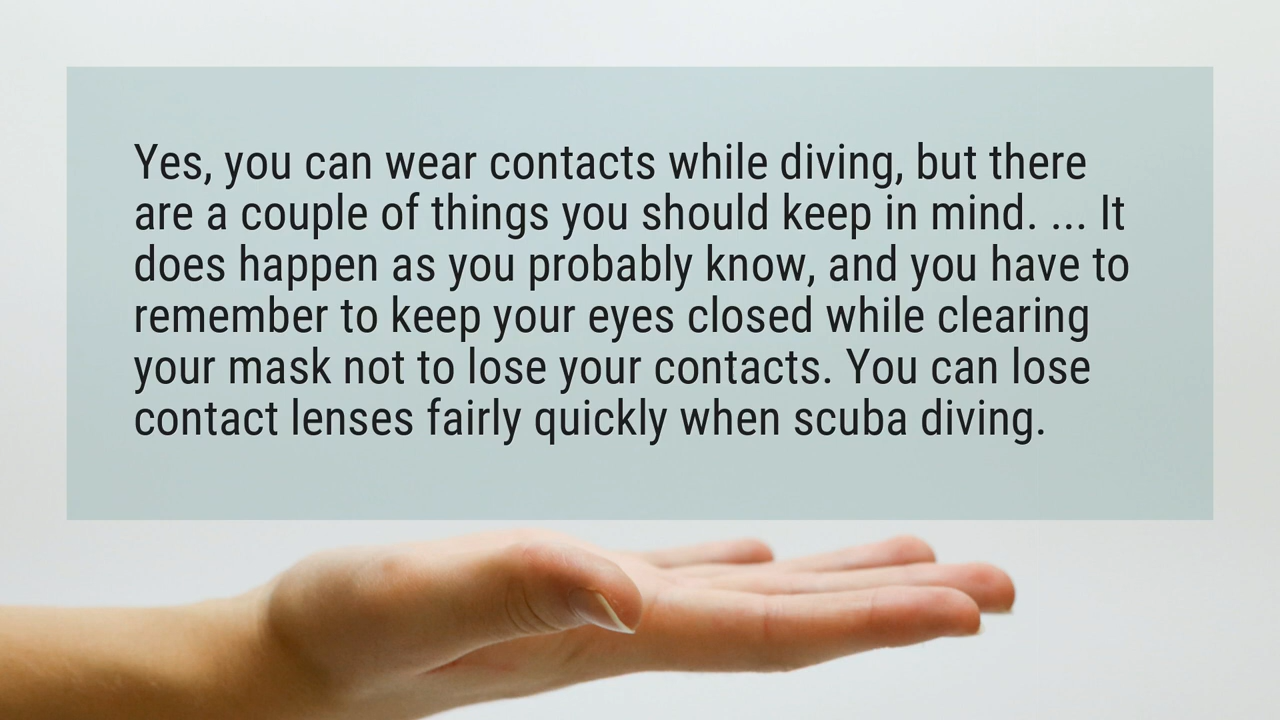 Yes, you can wear contacts while diving, but there
are a couple of things you should keep in mind. ... It
does happen as you probably know, and you have to
remember to keep your eyes closed while clearing
your mask not to lose your contacts. You can lose
contact lenses fairly quickly when scuba diving.